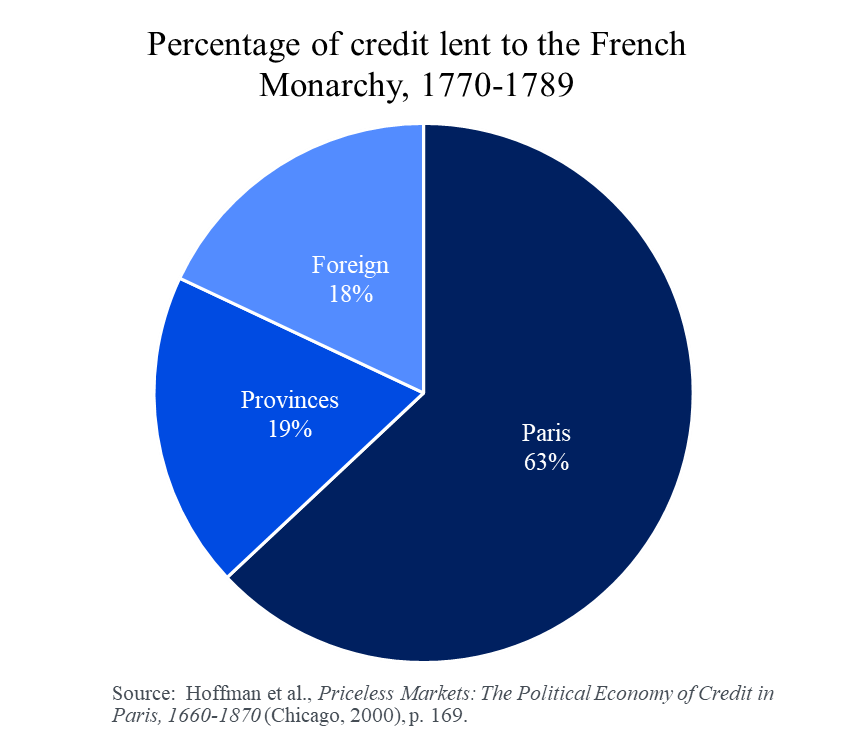 Percentage of credit lent to the French
Monarchy, 1770-1789
Foreign
18%
Provinces
19%
Paris
63%
Source:  Hoffman et al., Priceless Markets: The Political Economy of Credit in
Paris, 1660-1870 (Chicago, 2000), p. 169.